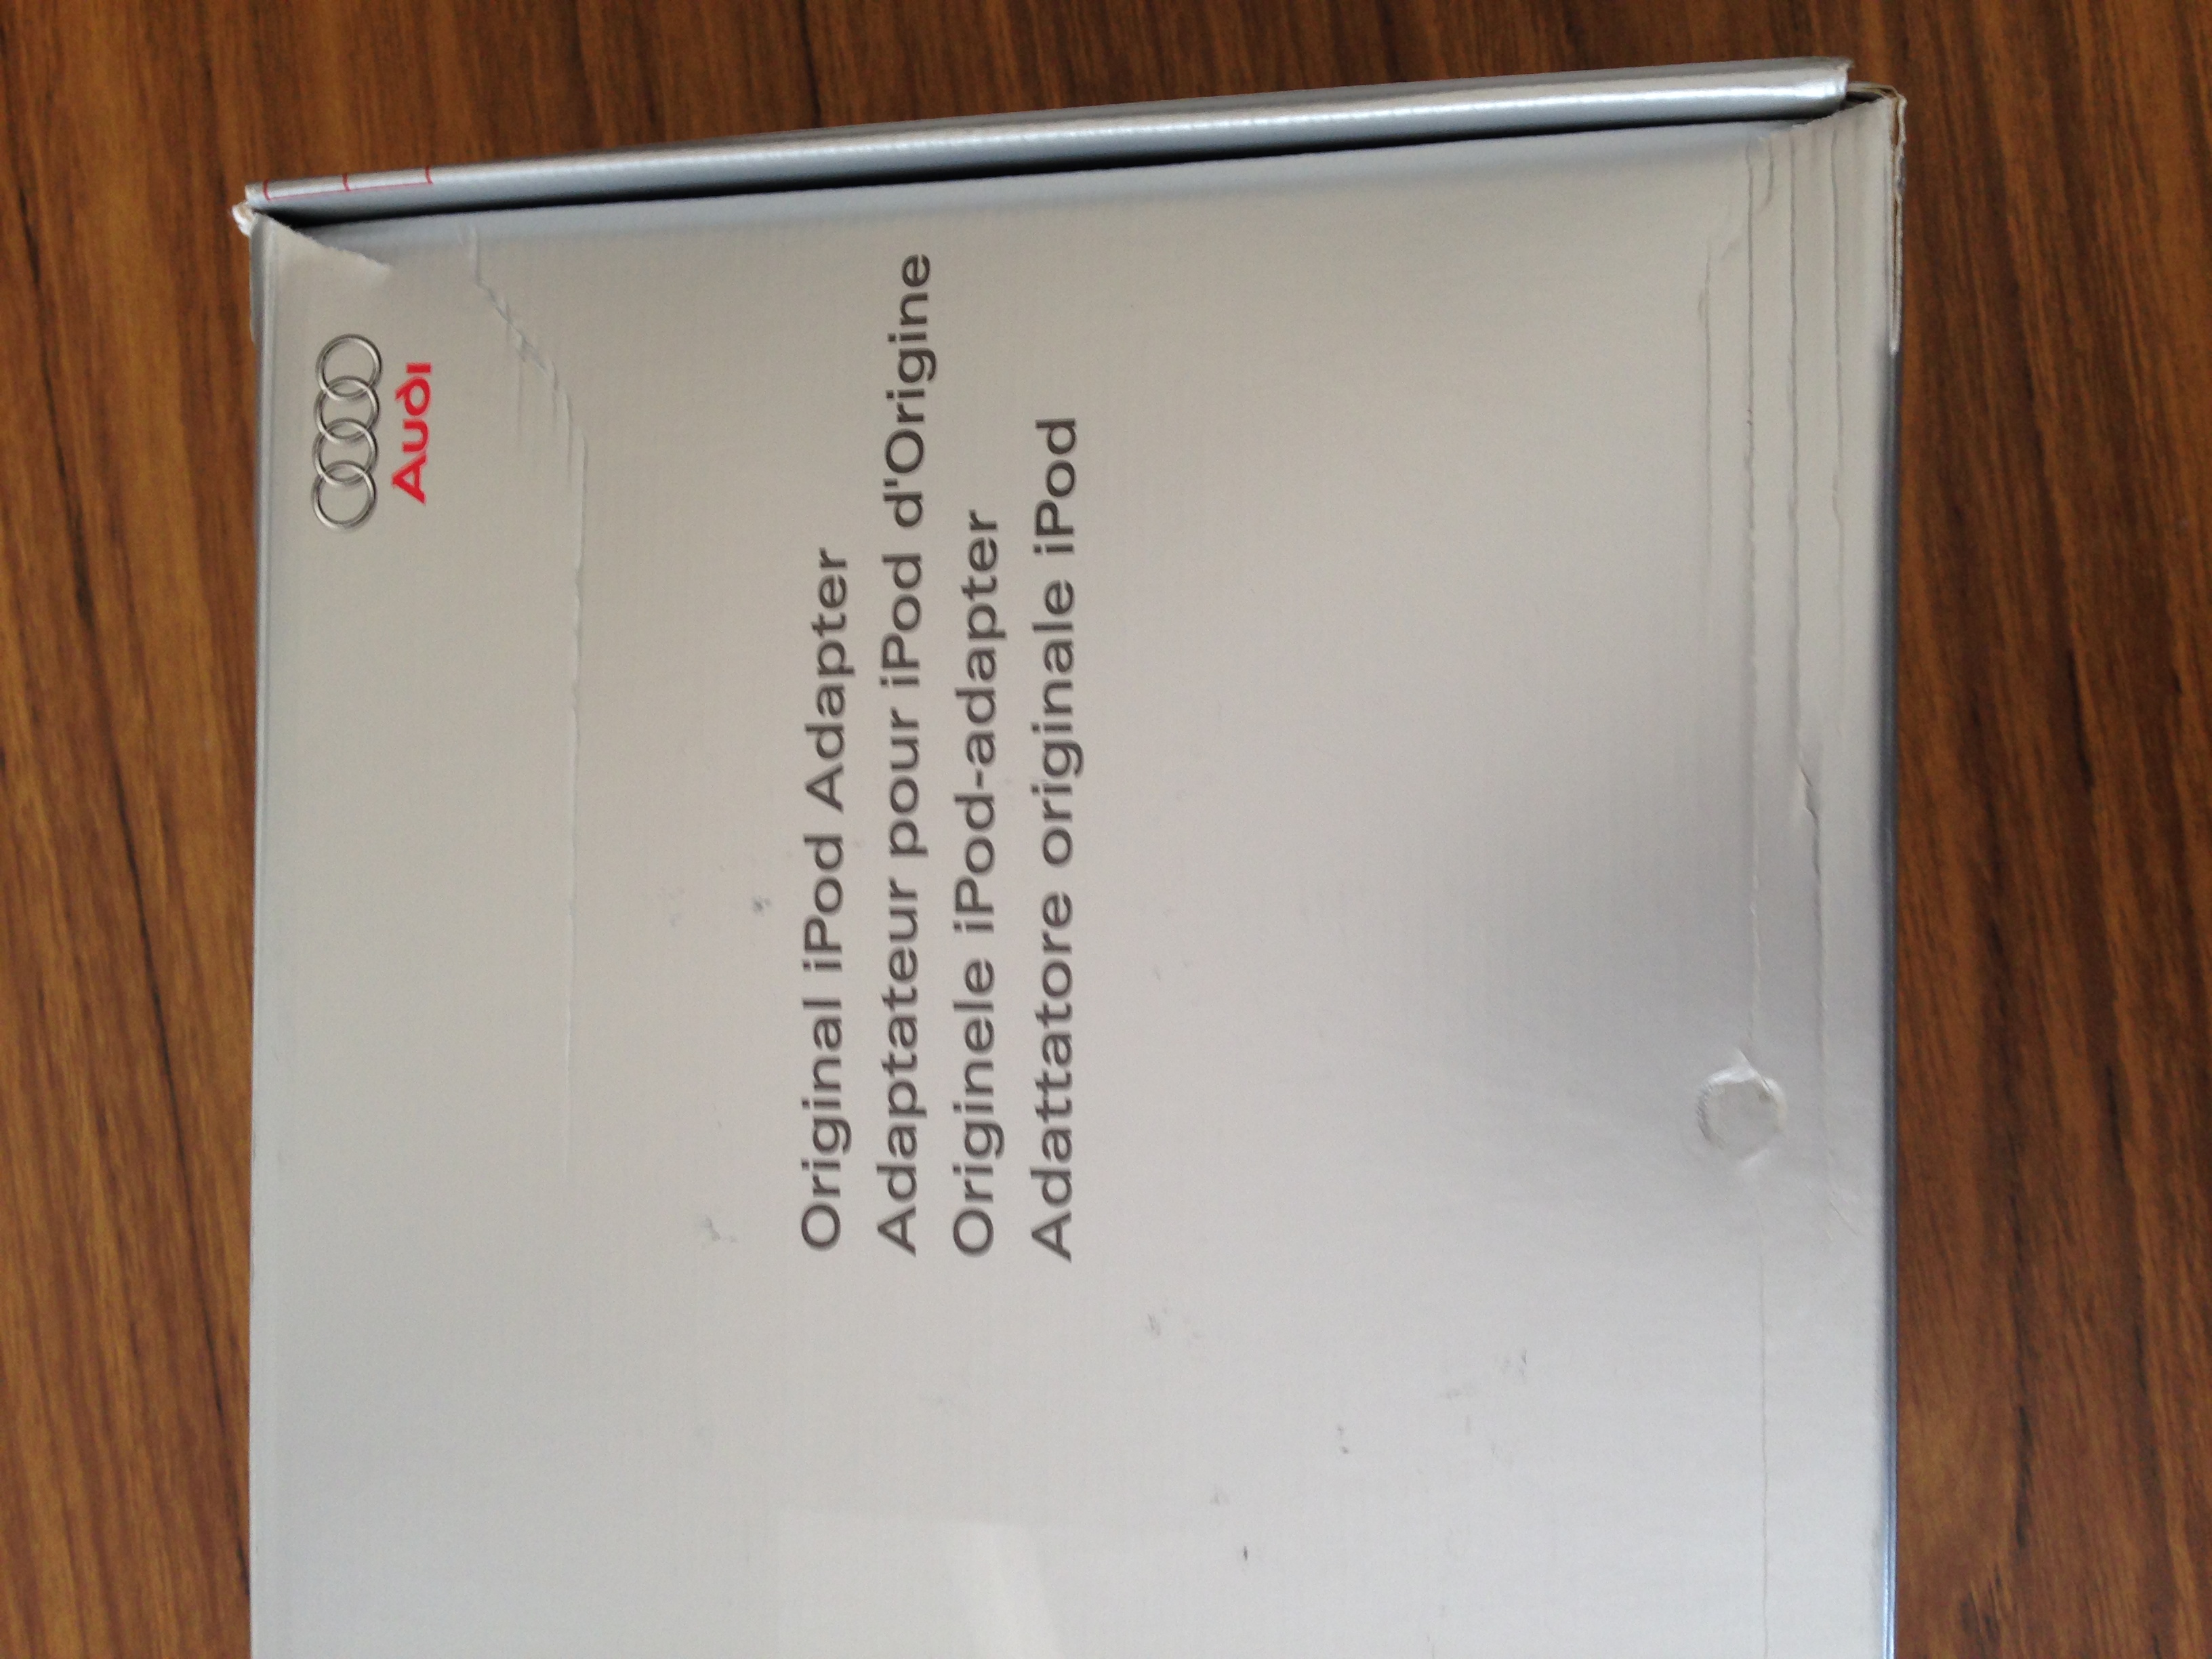 Audi
Original iPod Adapter
Adaptateur pour iPod d'Origine
Originele iPod-adapter
Adattatore originale iPod